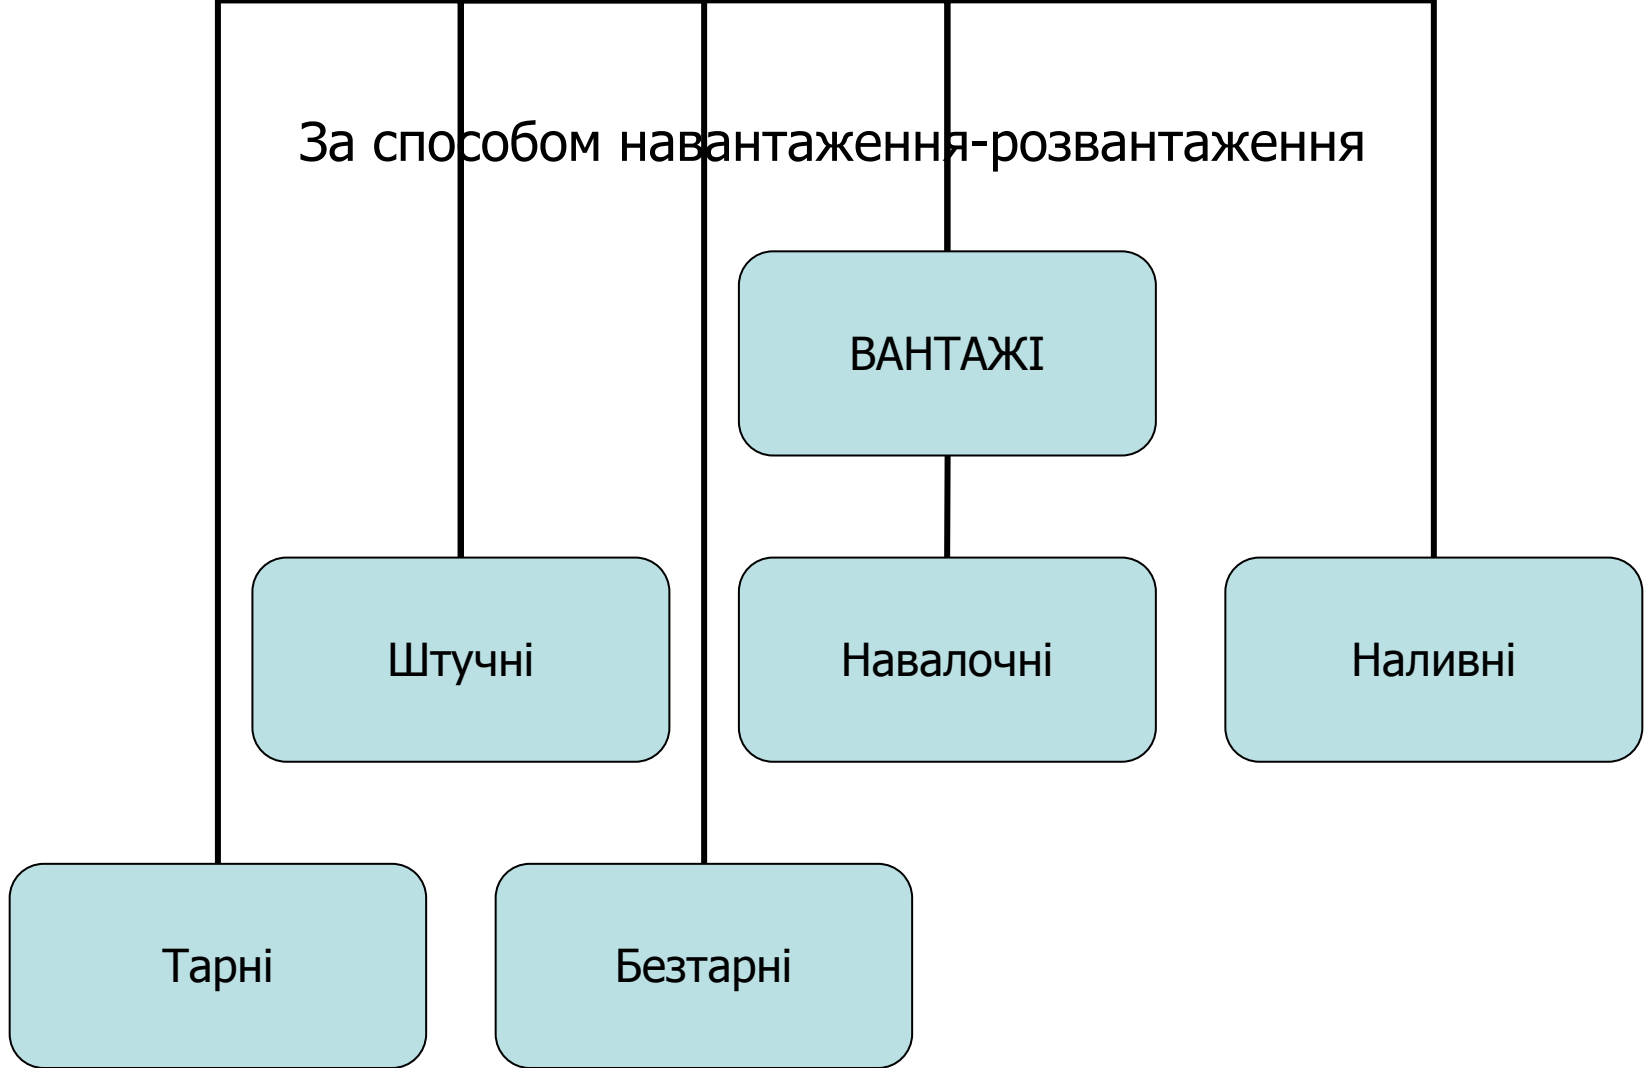 За способом навантаження-розвантаження
ВАНТАЖІ
Штучні
Навалочні
Наливні
Тарні
Безтарні